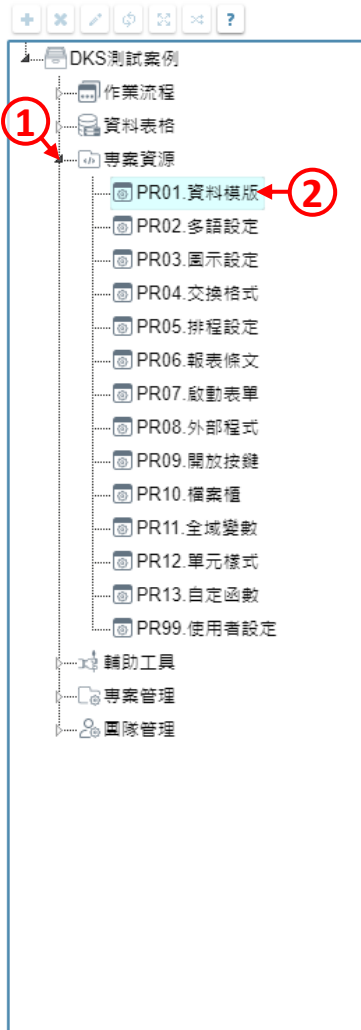 ?
DKS測試案例
作業流程
1
資料表格
專案資源
PR01.資料模版
2
PR02.多語設定
PR03.圖示設定
PR04.交換格式
PR05.排程設定
PR06.報表條文
PR07.啟動表單
PR08.外部程式
PR09.開放按鍵
PR10.檔案櫃
PR11.全域變數
PR12.單元樣式
PR13.自定函數
PR99.使用者設定
輔助工具
專案管理
團隊管理